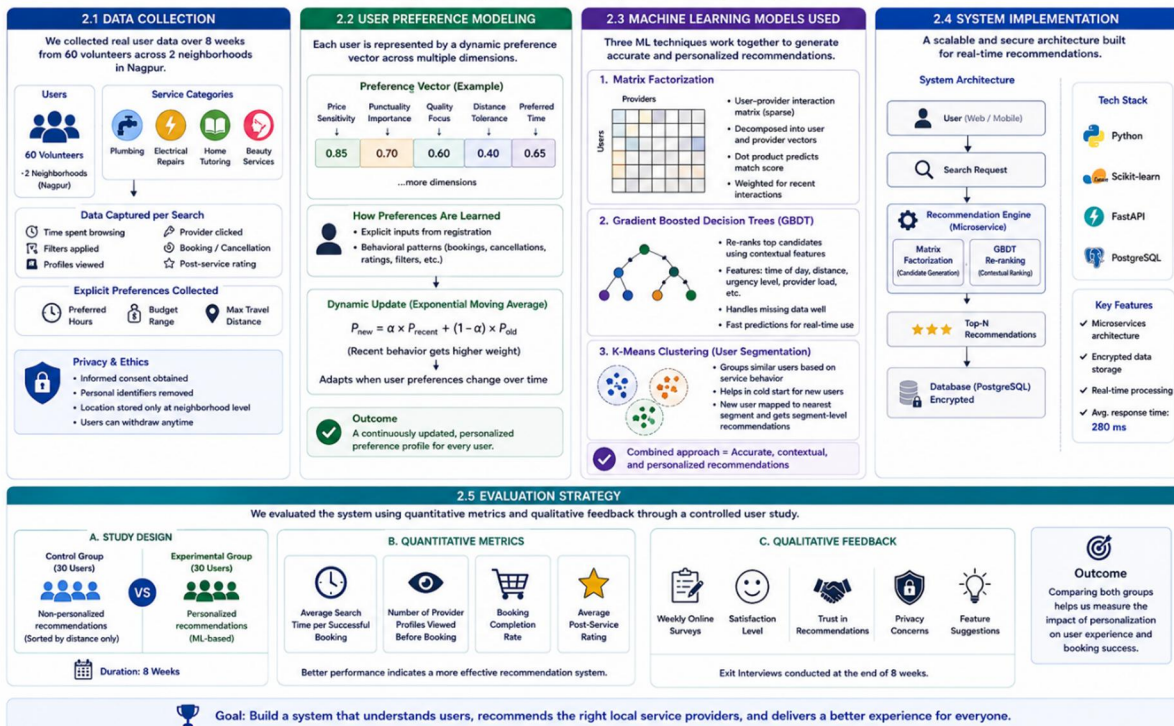 2.1 DATA COLLECTION
We collected real user data over 8 weeks
from 60 volunteers across 2 neighborhoods
in Nagpur.
Users
60 Volunteers
-2 Neighborhoods
(Nagpur)
Service Categories
Plumbing
Electrical
Repairs
Home
Tutoring
Beauty
Services
Data Captured per Search
Time spent browsing
Filters applied
Profiles viewed
Provider clicked
Booking / Cancellation
Post-service rating
Explicit Preferences Collected
Preferred
Hours
Budget
Range
Max Travel
Distance
Privacy & Ethics
• Informed consent obtained
• Personal identifiers removed
• Location stored only at neighborhood level
• Users can withdraw anytime
2.2 USER PREFERENCE MODELING
Each user is represented by a dynamic preference
vector across multiple dimensions.
Preference Vector (Example)
Price
Sensitivity
Punctuality
Importance
Quality
Focus
Distance
Tolerance
Preferred
Time
0.85 0.70 0.60 0.40 0.65
...more dimensions
How Preferences Are Learned
• Explicit inputs from registration
• Behavioral patterns (bookings, cancellations,
ratings, filters, etc.)
Dynamic Update (Exponential Moving Average)
Pnew = α × Precent + (1 – α) × Pold
(Recent behavior gets higher weight)
Adapts when user preferences change over time
Outcome
A continuously updated, personalized
preference profile for every user.
2.3 MACHINE LEARNING MODELS USED
Three ML techniques work together to generate
accurate and personalized recommendations.
1. Matrix Factorization
Providers
Users
• User-provider interaction
matrix (sparse)
• Decomposed into user
and provider vectors
• Dot product predicts
match score
• Weighted for recent
interactions
2. Gradient Boosted Decision Trees (GBDT)
• Re-ranks top candidates
using contextual features
• Features: time of day, distance,
urgency level, provider load,
etc.
• Handles missing data well
• Fast predictions for real-time use
3. K-Means Clustering (User Segmentation)
• Groups similar users based on
service behavior
• Helps in cold start for new users
• New user mapped to nearest
segment and gets segment-level
recommendations
Combined approach = Accurate, contextual,
and personalized recommendations
2.4 SYSTEM IMPLEMENTATION
A scalable and secure architecture built
for real-time recommendations.
System Architecture
User (Web / Mobile)
Search Request
Recommendation Engine
(Microservice)
Matrix
Factorization
(Candidate Generation)
GBDT
Re-ranking
(Contextual Ranking)
Top-N
Recommendations
Database (PostgreSQL)
Encrypted
Tech Stack
Python
Scikit-learn
FastAPI
PostgreSQL
Key Features
Microservices
architecture
Encrypted data
storage
Real-time processing
Avg. response time:
280 ms
2.5 EVALUATION STRATEGY
We evaluated the system using quantitative metrics and qualitative feedback through a controlled user study.
A. STUDY DESIGN
Control Group
(30 Users)
Non-personalized
recommendations
(Sorted by distance only)
VS
Experimental Group
(30 Users)
Personalized
recommendations
(ML-based)
Duration: 8 Weeks
B. QUANTITATIVE METRICS
Average Search
Time per Successful
Booking
Number of Provider
Profiles Viewed
Before Booking
Booking
Completion
Rate
Average
Post-Service
Rating
Better performance indicates a more effective recommendation system.
C. QUALITATIVE FEEDBACK
Weekly Online
Surveys
Satisfaction
Level
Trust in
Recommendations
Privacy
Concerns
Feature
Suggestions
Exit Interviews conducted at the end of 8 weeks.
Outcome
Comparing both groups
helps us measure the
impact of personalization
on user experience and
booking success.
Goal: Build a system that understands users, recommends the right local service providers, and delivers a better experience for everyone.